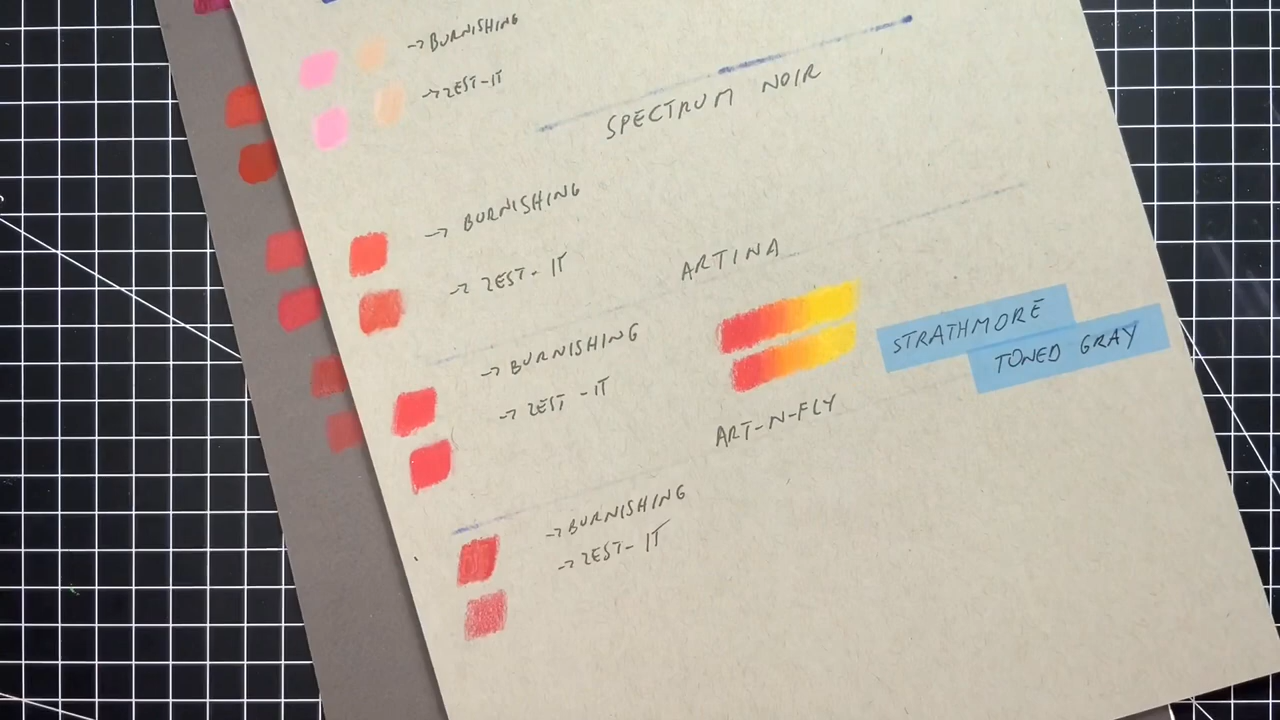 → BURNISHING
→ ZEST-IT
SPECTRUM NOIR
→ BURNISHING
→ ZEST-IT
ARTINA
→ BURNISHING
→ ZEST-IT
STRATHMORE
TONED GRAY
ART-N-FLY
→ BURNISHING
→ ZEST-IT